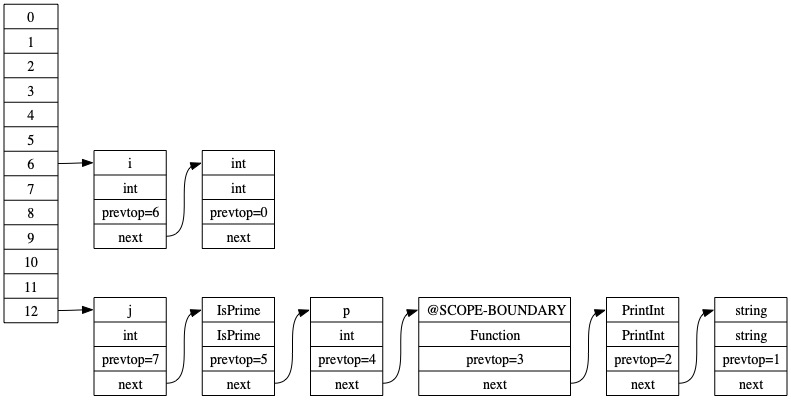 0
1
2
3
4
5
6
7
8
9
10
11
12
i
int
prevtop=6
next
int
int
prevtop=0
next
j
int
prevtop=7
next
IsPrime
IsPrime
prevtop=5
next
p
int
prevtop=4
next
@SCOPE-BOUNDARY
Function
prevtop=3
next
PrintInt
PrintInt
prevtop=2
next
string
string
prevtop=1
next